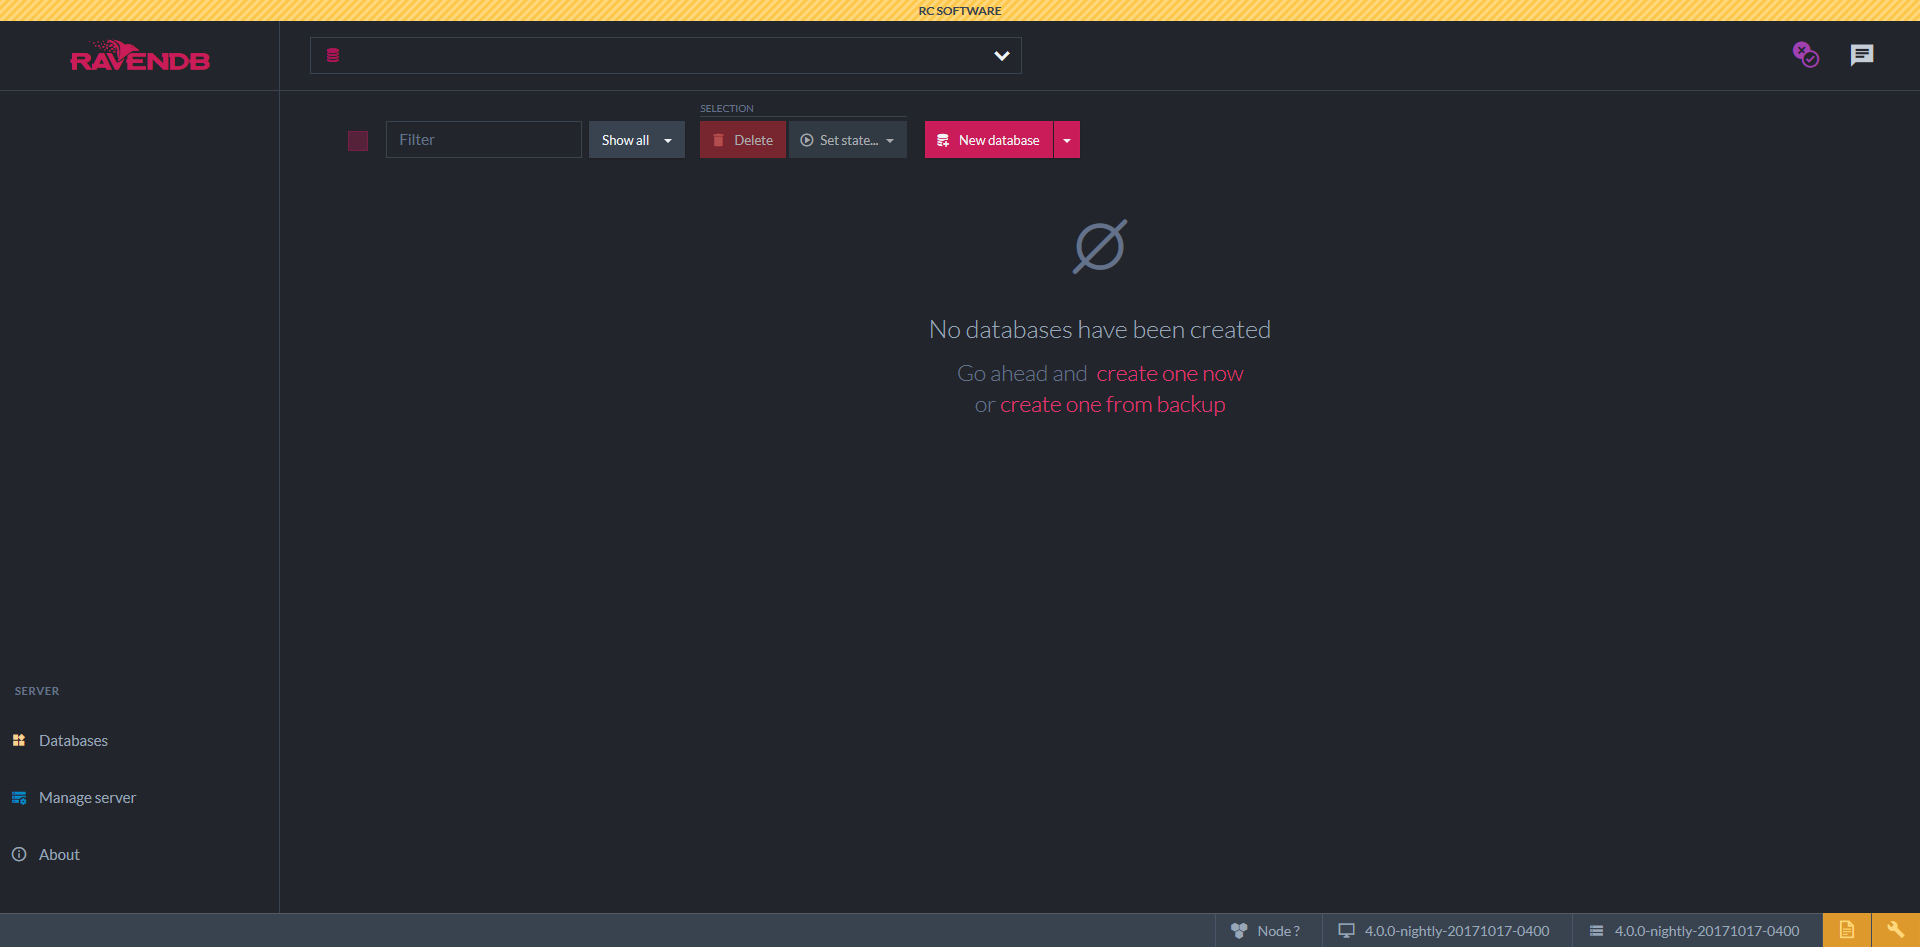 RC SOFTWARE
RAVENDB
SELECTION
Filter
Show all
Delete
Set state...
New database
No databases have been created
Go ahead and create one now
or create one from backup
SERVER
Databases
Manage server
About
Node ?
4.0.0-nightly-20171017-0400
4.0.0-nightly-20171017-0400